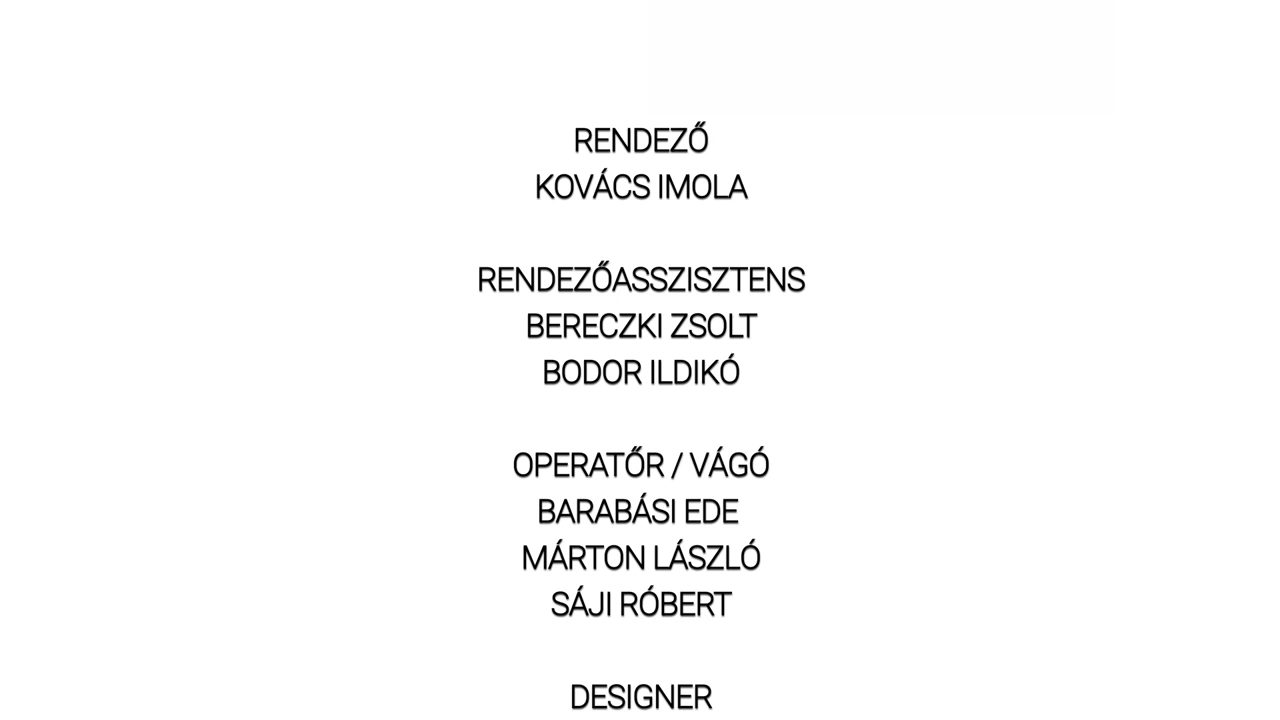 RENDEZŐ
KOVÁCS IMOLA
RENDEZŐASSZISZTENS
BERECZKI ZSOLT
BODOR ILDIKÓ
OPERATŐR / VÁGÓ
BARABÁSI EDE
MÁRTON LÁSZLÓ
SÁJI RÓBERT
DESIGNER